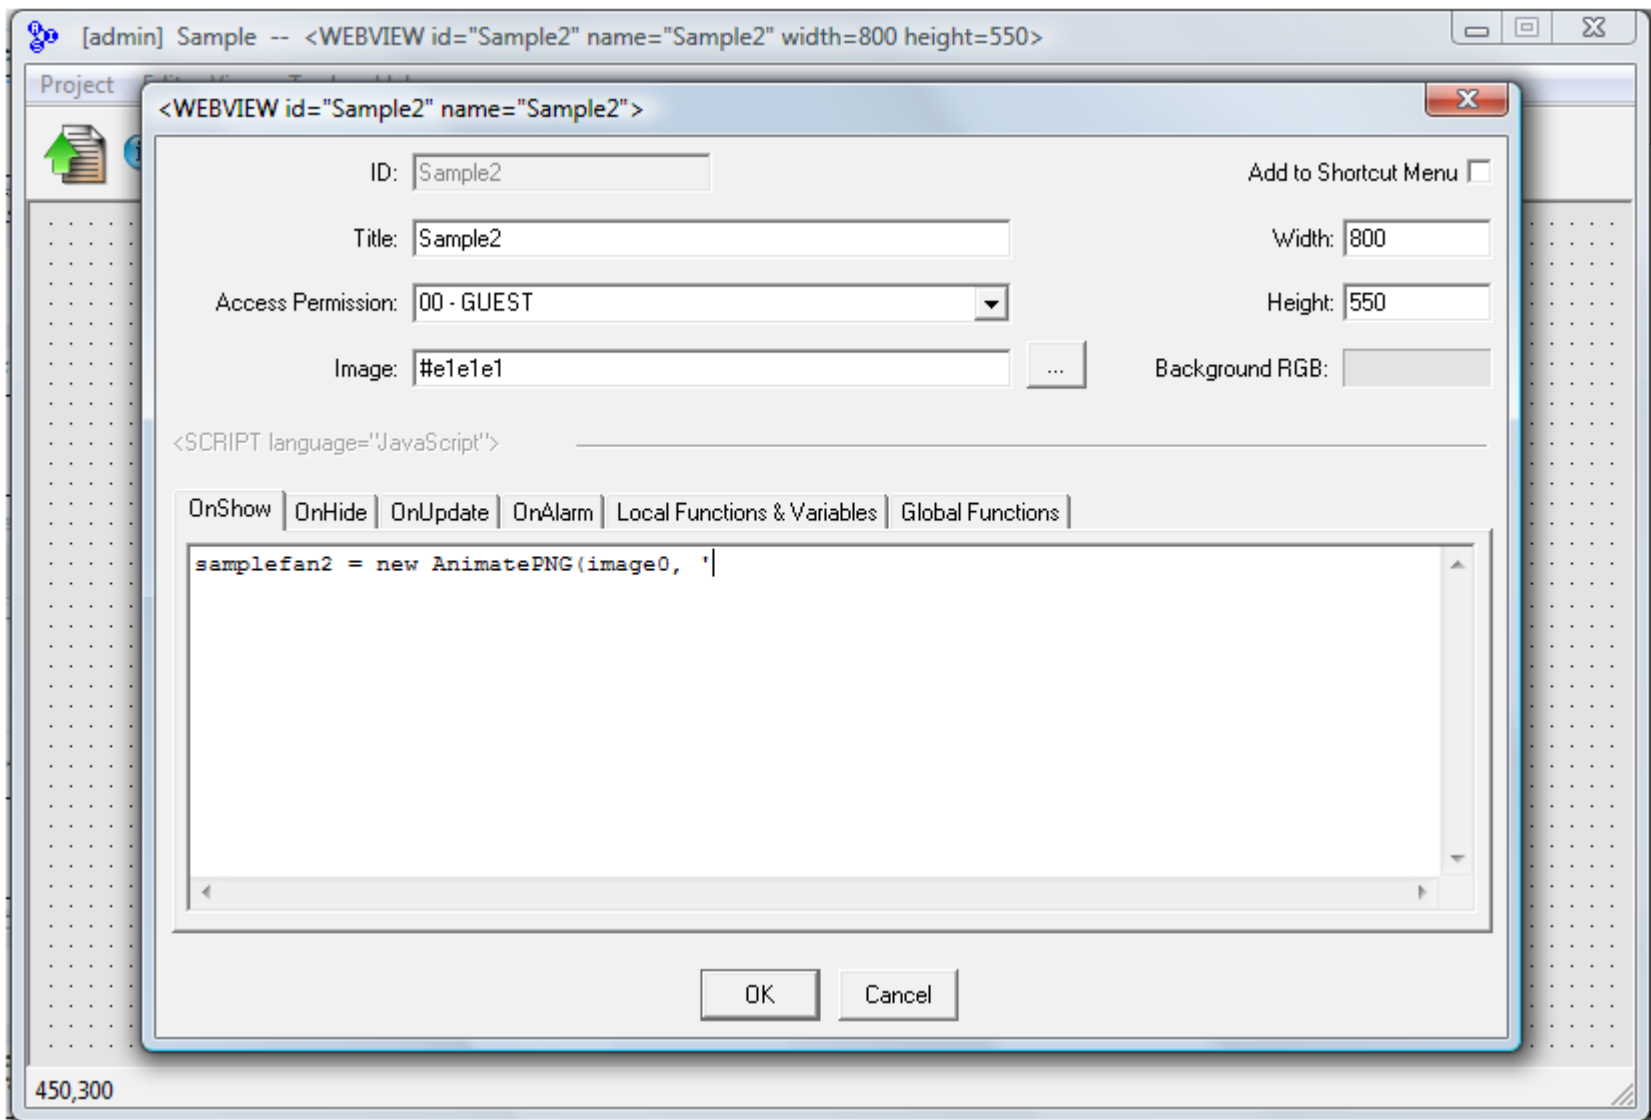 [admin] Sample -- <WEBVIEW id="Sample2" name="Sample2" width=800 height=550>
Project
<WEBVIEW id="Sample2" name="Sample2">
ID: Sample2
Add to Shortcut Menu
Title: Sample2
Width: 800
Access Permission: 00 - GUEST
Height: 550
Image: #e1e1e1
...
Background RGB:
<SCRIPT language="JavaScript">
OnShow OnHide OnUpdate OnAlarm Local Functions & Variables Global Functions
samplefan2 = new AnimatePNG(image0, '
OK Cancel
450,300